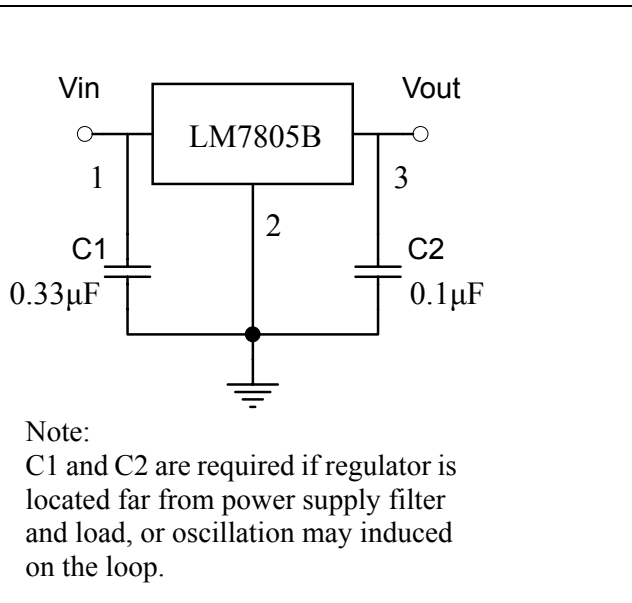 Vin
Vout
LM7805B
1
3
2
C1
C2
0.33μF
0.1μF
Note:
C1 and C2 are required if regulator is
located far from power supply filter
and load, or oscillation may induced
on the loop.